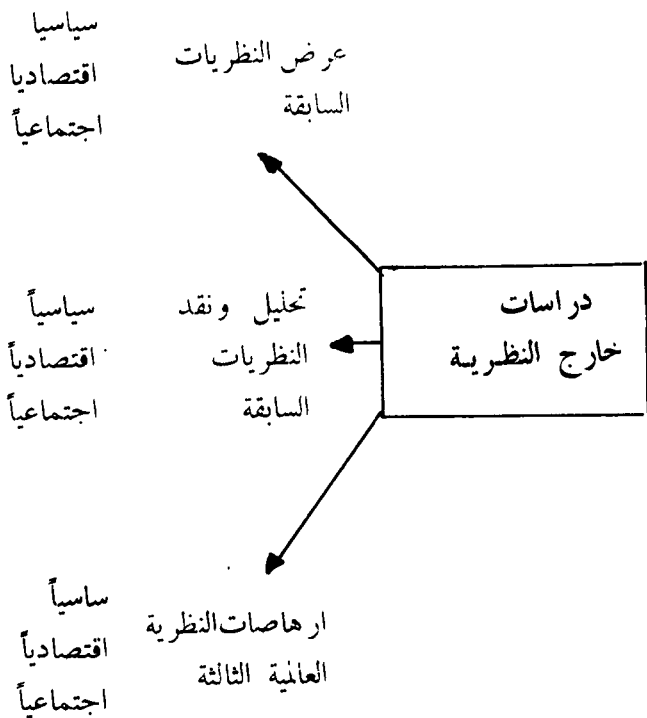 دراسات
خارج النظرية
عرض النظريات
السابقة
سياسيا
اقتصاديا
اجتماعياً
تحليل ونقد
النظريات
السابقة
سياسياً
اقتصادياً
اجتماعياً
ارهاصات النظرية
العالمية الثالثة
ساسياً
اقتصادياً
اجتماعياً